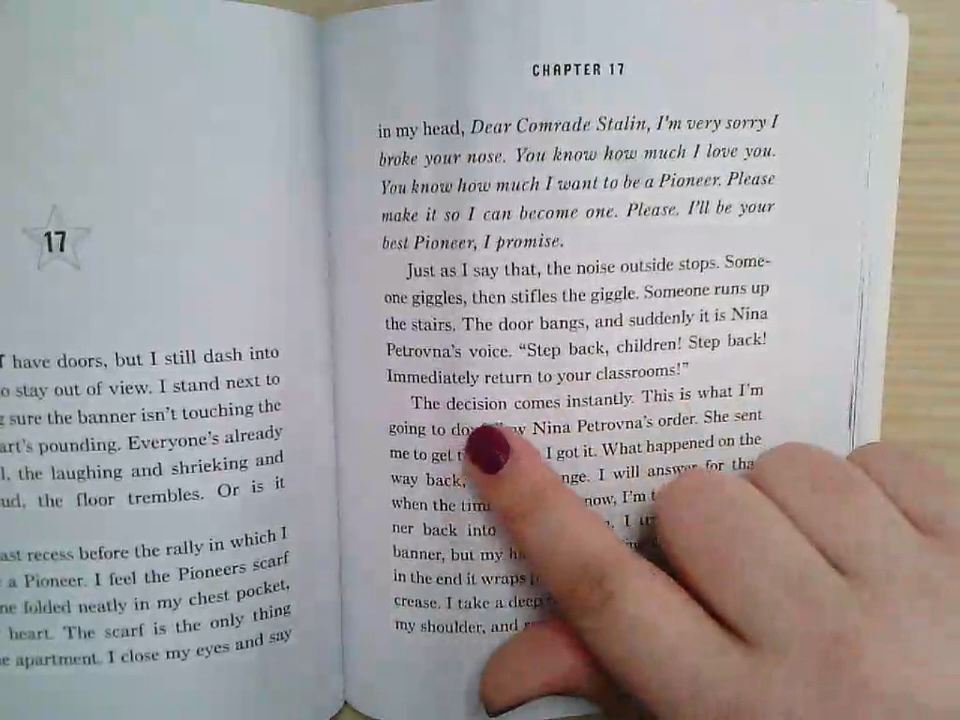 17
have doors, but I still dash into
stay out of view. I stand next to
sure the banner isn't touching the
pounding. Everyone's already
the laughing and shrieking and
the floor trembles. Or is it
recess before the rally in which I
a Pioneer. I feel the Pioneers scarf
folded neatly in my chest pocket,
heart. The scarf is the only thing
apartment. I close my eyes and say
CHAPTER 17
in my head, Dear Comrade Stalin, I'm very sorry I
broke your nose. You know how much I love you.
You know how much I want to be a Pioneer. Please
make it so I can become one. Please. I'll be your
best Pioneer, I promise.
Just as I say that, the noise outside stops. Some-
one giggles, then stifles the giggle. Someone runs up
the stairs. The door bangs, and suddenly it is Nina
Petrovna's voice. "Step back, children! Step back!
Immediately return to your classrooms!"
The decision comes instantly. This is what I'm
going to do: Nina Petrovna's order. She sent
me to get I got it. What happened on the
way back, I will answer for
when the now, I'm
ner back into I
banner, but my
in the end it wraps
crease. I take a deep
my shoulder, and